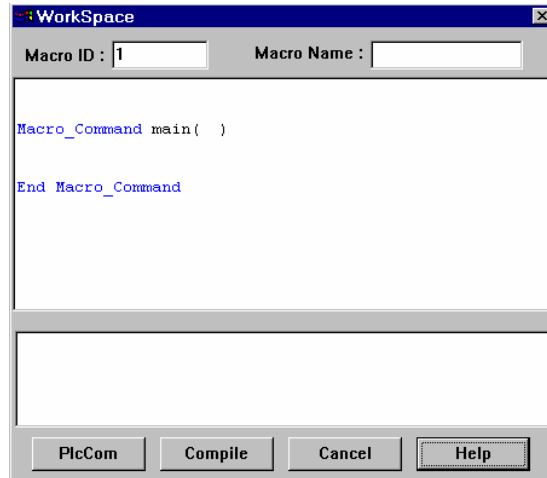 WorkSpace
Macro ID : 1 Macro Name :
Macro_Command main( )
End Macro_Command
PlcCom Compile Cancel Help